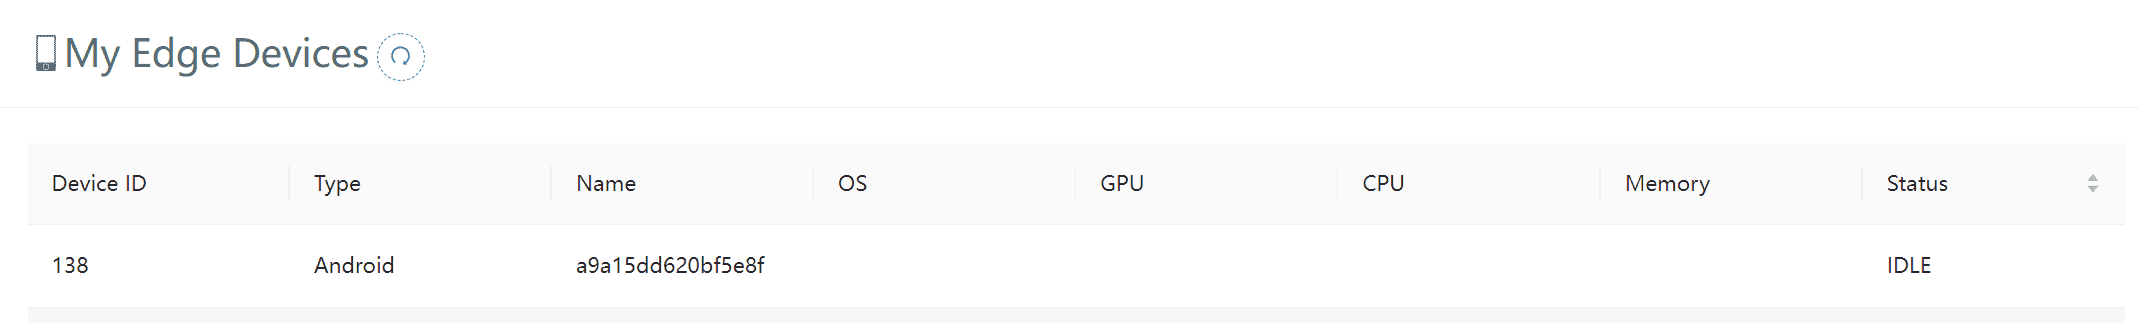 My Edge Devices
Device ID Type Name OS GPU CPU Memory Status
138 Android a9a15dd620bf5e8f IDLE